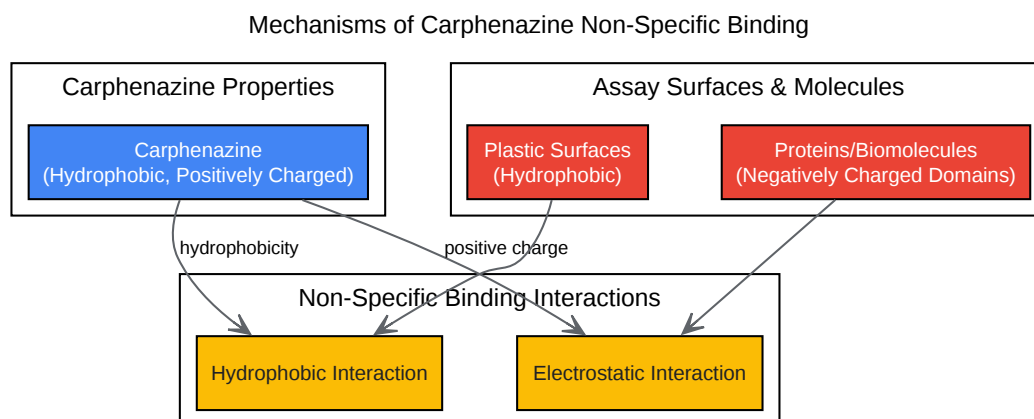 Mechanisms of Carphenazine Non-Specific Binding
Carphenazine Properties
Carphenazine
(Hydrophobic, Positively Charged)
Assay Surfaces & Molecules
Plastic Surfaces
(Hydrophobic)
Proteins/Biomolecules
(Negatively Charged Domains)
hydrophobicity
positive charge
Non-Specific Binding Interactions
Hydrophobic Interaction
Electrostatic Interaction